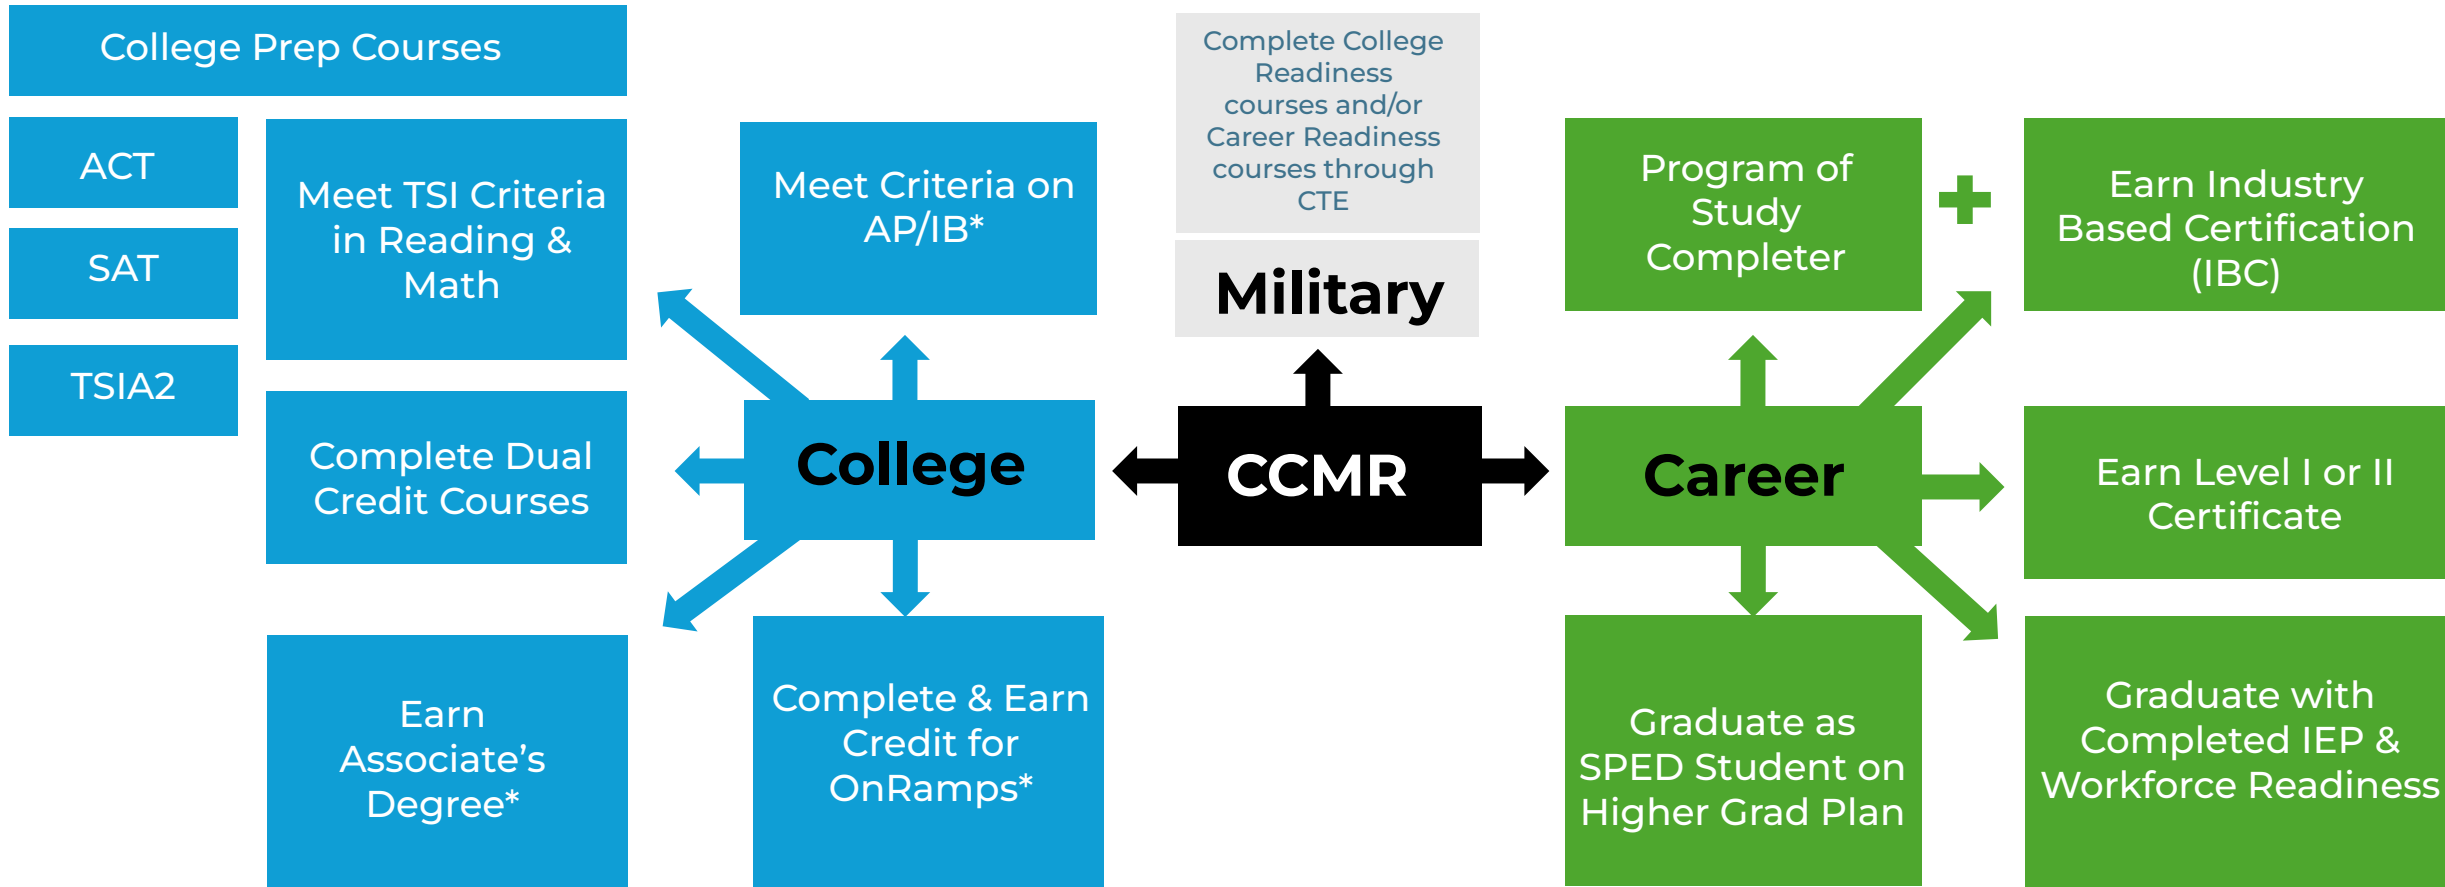 College Prep Courses
ACT
SAT
TSIA2
Meet TSI Criteria
in Reading &
Math
Complete Dual
Credit Courses
Earn
Associate’s
Degree*
Meet Criteria on
AP/IB*
College
Complete & Earn
Credit for
OnRamps*
Complete College
Readiness
courses and/or
Career Readiness
courses through
CTE
Military
CCMR
Program of
Study
Completer
Career
Graduate as
SPED Student on
Higher Grad Plan
Earn Industry
Based Certification
(IBC)
Earn Level I or II
Certificate
Graduate with
Completed IEP &
Workforce Readiness